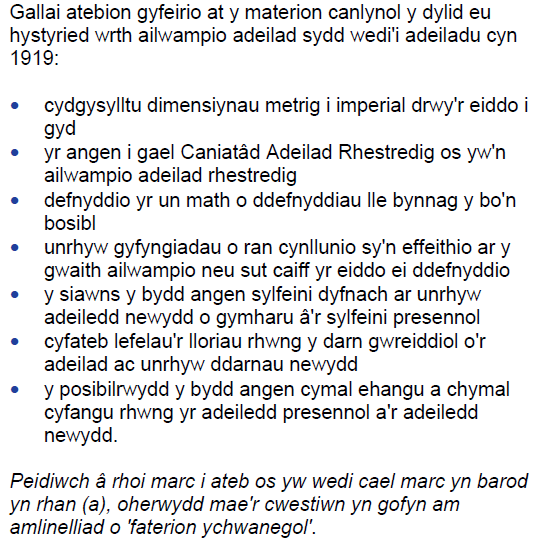 Gallai atebion gyfeirio at y materion canlynol y dylid eu
hystyried wrth ailwampio adeilad sydd wedi'i adeiladu cyn
1919:
• cydgysylltu dimensiynau metrig i imperial drwy'r eiddo i
gyd
• yr angen i gael Caniatâd Adeilad Rhestredig os yw'n
ailwampio adeilad rhestredig
• defnyddio yr un math o ddefnyddiau lle bynnag y bo'n
bosibl
• unrhyw gyfyngiadau o ran cynllunio sy'n effeithio ar y
gwaith ailwampio neu sut caiff yr eiddo ei ddefnyddio
• y siawns y bydd angen sylfeini dyfnach ar unrhyw
adeiledd newydd o gymharu â'r sylfeini presennol
• cyfateb lefelau'r lloriau rhwng y darn gwreiddiol o'r
adeilad ac unrhyw ddarnau newydd
• y posibilrwydd y bydd angen cymal ehangu a chymal
cyfangu rhwng yr adeiledd presennol a'r adeiledd
newydd.
Peidiwch â rhoi marc i ateb os yw wedi cael marc yn barod
yn rhan (a), oherwydd mae'r cwestiwn yn gofyn am
amlinelliad o 'faterion ychwanegol'.